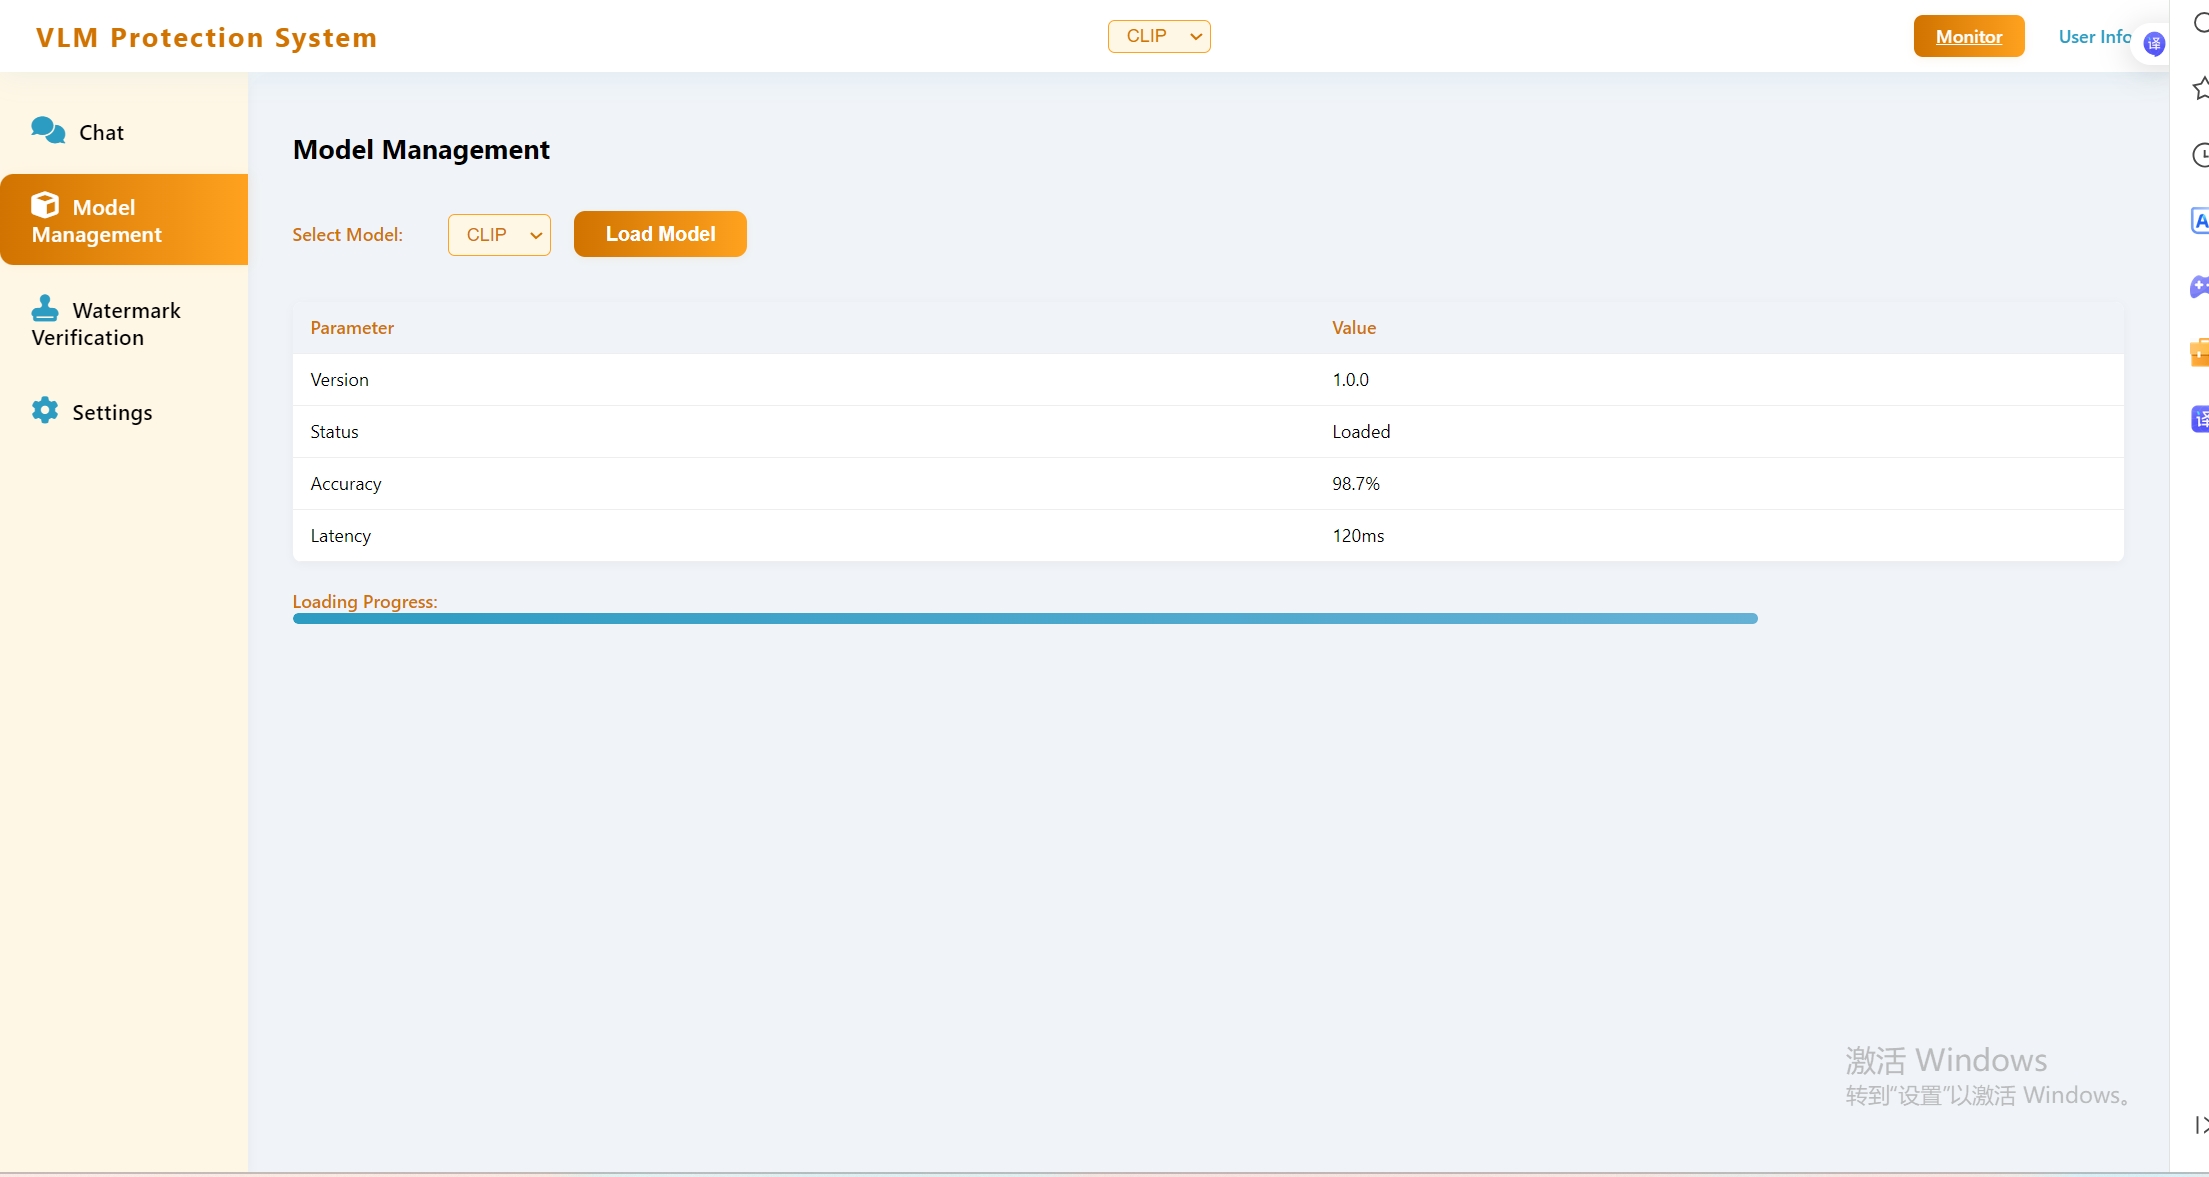 VLM Protection System
CLIP
Monitor
User Info
译
Chat
Model
Management
Watermark
Verification
Settings
Model Management
Select Model:
CLIP
Load Model
Parameter Value
Version 1.0.0
Status Loaded
Accuracy 98.7%
Latency 120ms
Loading Progress:
A
译
激活 Windows
转到“设置”以激活 Windows。